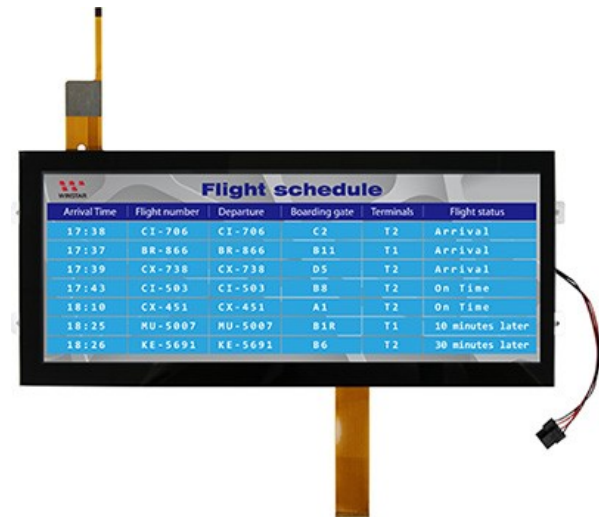 WINSTAR
Flight schedule
Arrival Time Flight number Departure Boarding gate Terminals Flight status
17:38 CI-706 CI-706 C2 T2 Arrival
17:37 BR-866 BR-866 B11 T1 Arrival
17:39 CX-738 CX-738 D5 T2 Arrival
17:43 CI-503 CI-503 B8 T2 On Time
18:10 CX-451 CX-451 A1 T2 On Time
18:25 MU-5007 MU-5007 B1R T1 10 minutes later
18:26 KE-5691 KE-5691 B6 T2 30 minutes later